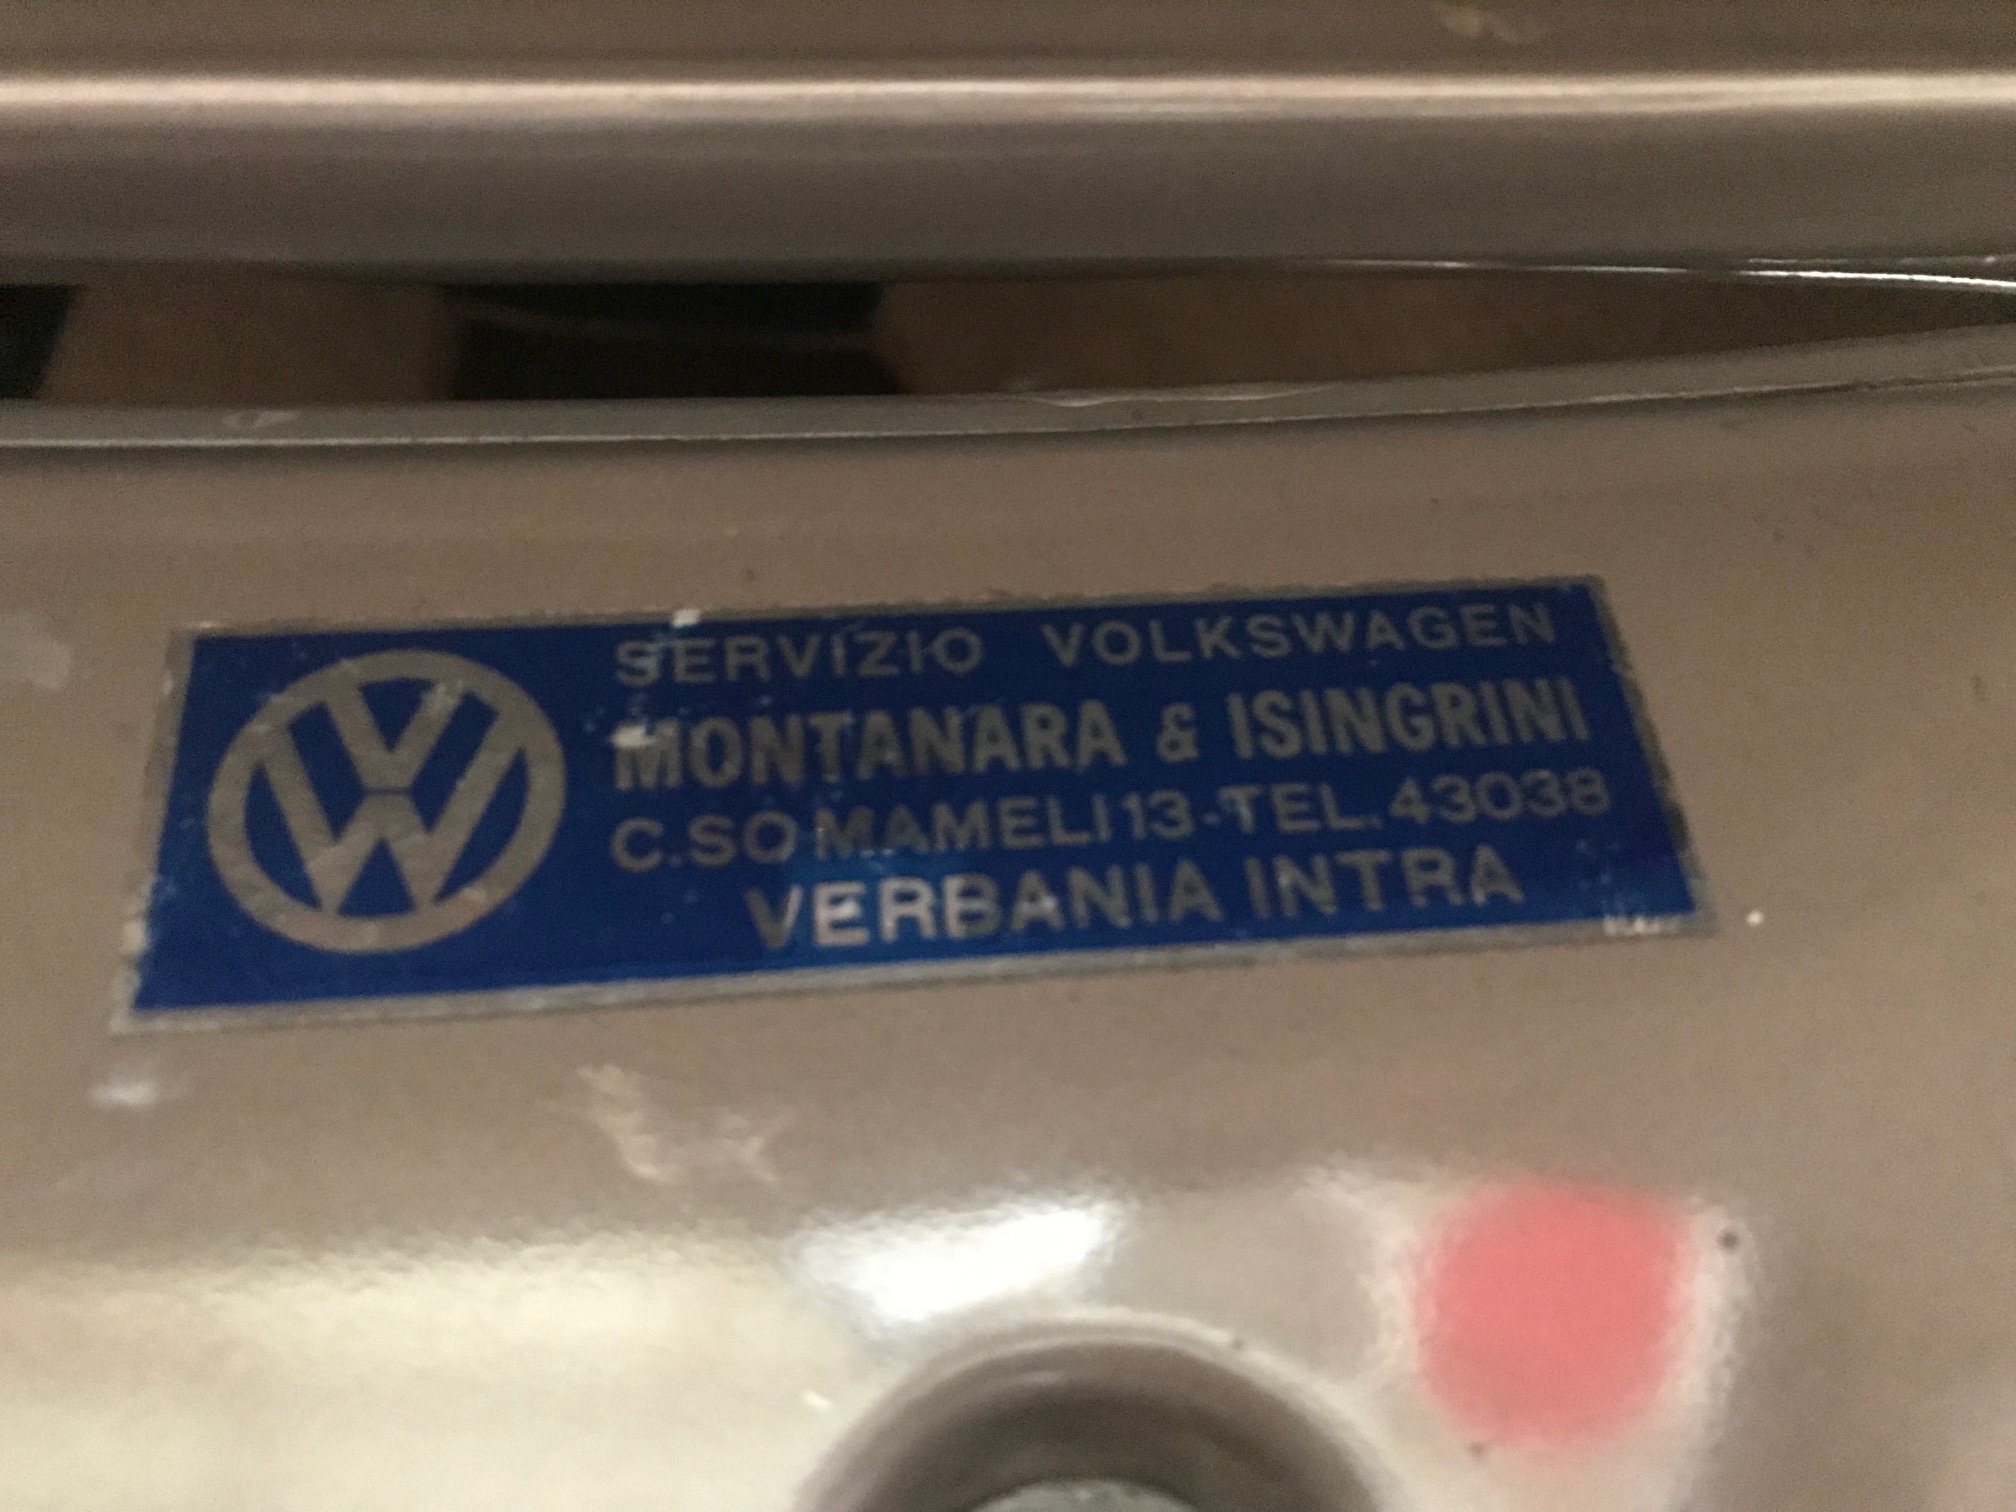 SERVIZIO VOLKSWAGEN
MONTANARA & ISINGRINI
C.SO MAMELI 13-TEL.43038
VERBANIA INTRA